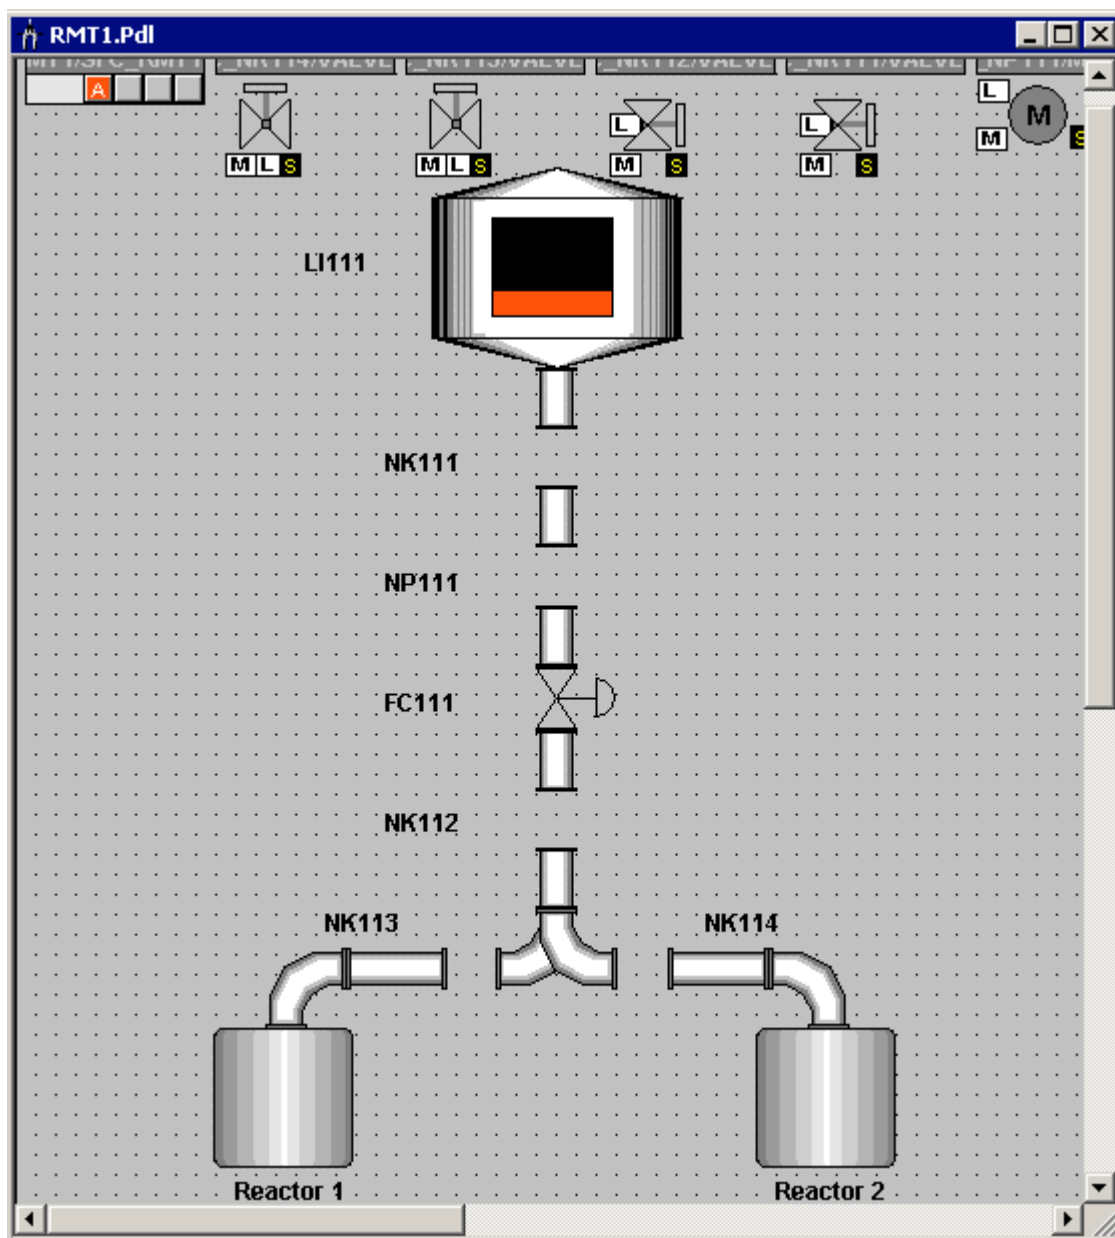 RMT1.Pdl
A
L
L
L
M
M L S
M L S
M S
M S
M
S
LI111
NK111
NP111
FC111
NK112
NK113
NK114
Reactor 1
Reactor 2